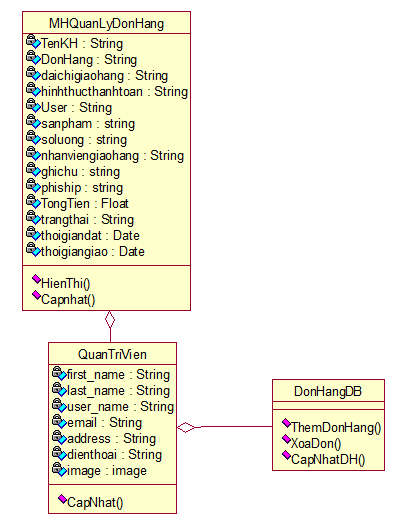 MHQuanLyDonHang
TenKH : String
DonHang : String
daichigiaohang : String
hinhthucthanhtoan : String
User : String
sanpham : string
soluong : string
nhanviengiaohang : String
ghichu : string
phiship : string
TongTien : Float
trangthai : String
thoigiandat : Date
thoigiangiao : Date
HienThi()
Capnhat()
QuanTriVien
first_name : String
last_name : String
user_name : String
email : String
address : String
dienthoai : String
image : image
CapNhat()
DonHangDB
ThemDonHang()
XoaDon()
CapNhatDH()